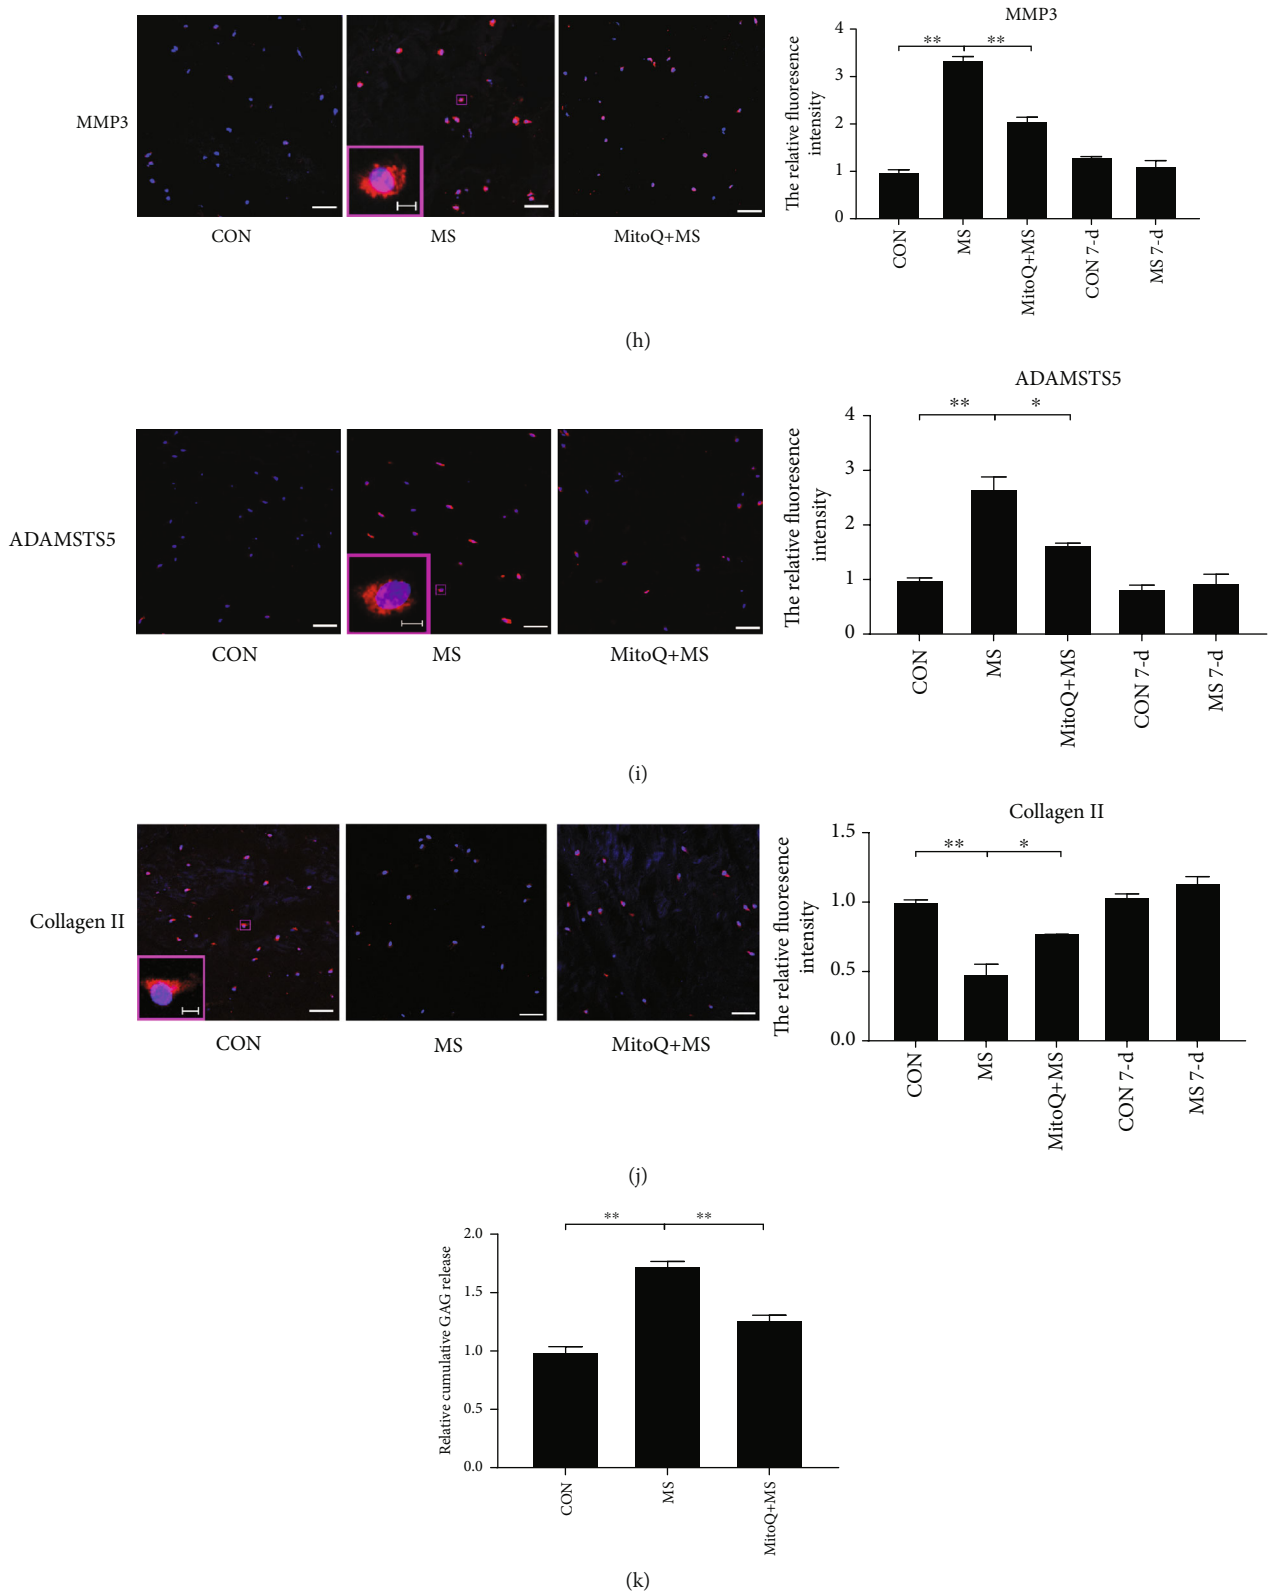 MMP3
CON
MS
MitoQ+MS
MMP3
The relative fluoresence
intensity
4
3
2
1
0
**
**
CON
MS
MitoQ+MS
CON 7-d
MS 7-d
(h)
ADAMSTS5
CON
MS
MitoQ+MS
ADAMSTS5
The relative fluoresence
intensity
4
3
2
1
0
**
*
CON
MS
MitoQ+MS
CON 7-d
MS 7-d
(i)
Collagen II
CON
MS
MitoQ+MS
Collagen II
The relative fluoresence
intensity
1.5
1.0
0.5
0.0
**
*
CON
MS
MitoQ+MS
CON 7-d
MS 7-d
(j)
Relative cumulative GAG release
2.0
1.5
1.0
0.5
0.0
**
**
CON
MS
MitoQ+MS
(k)